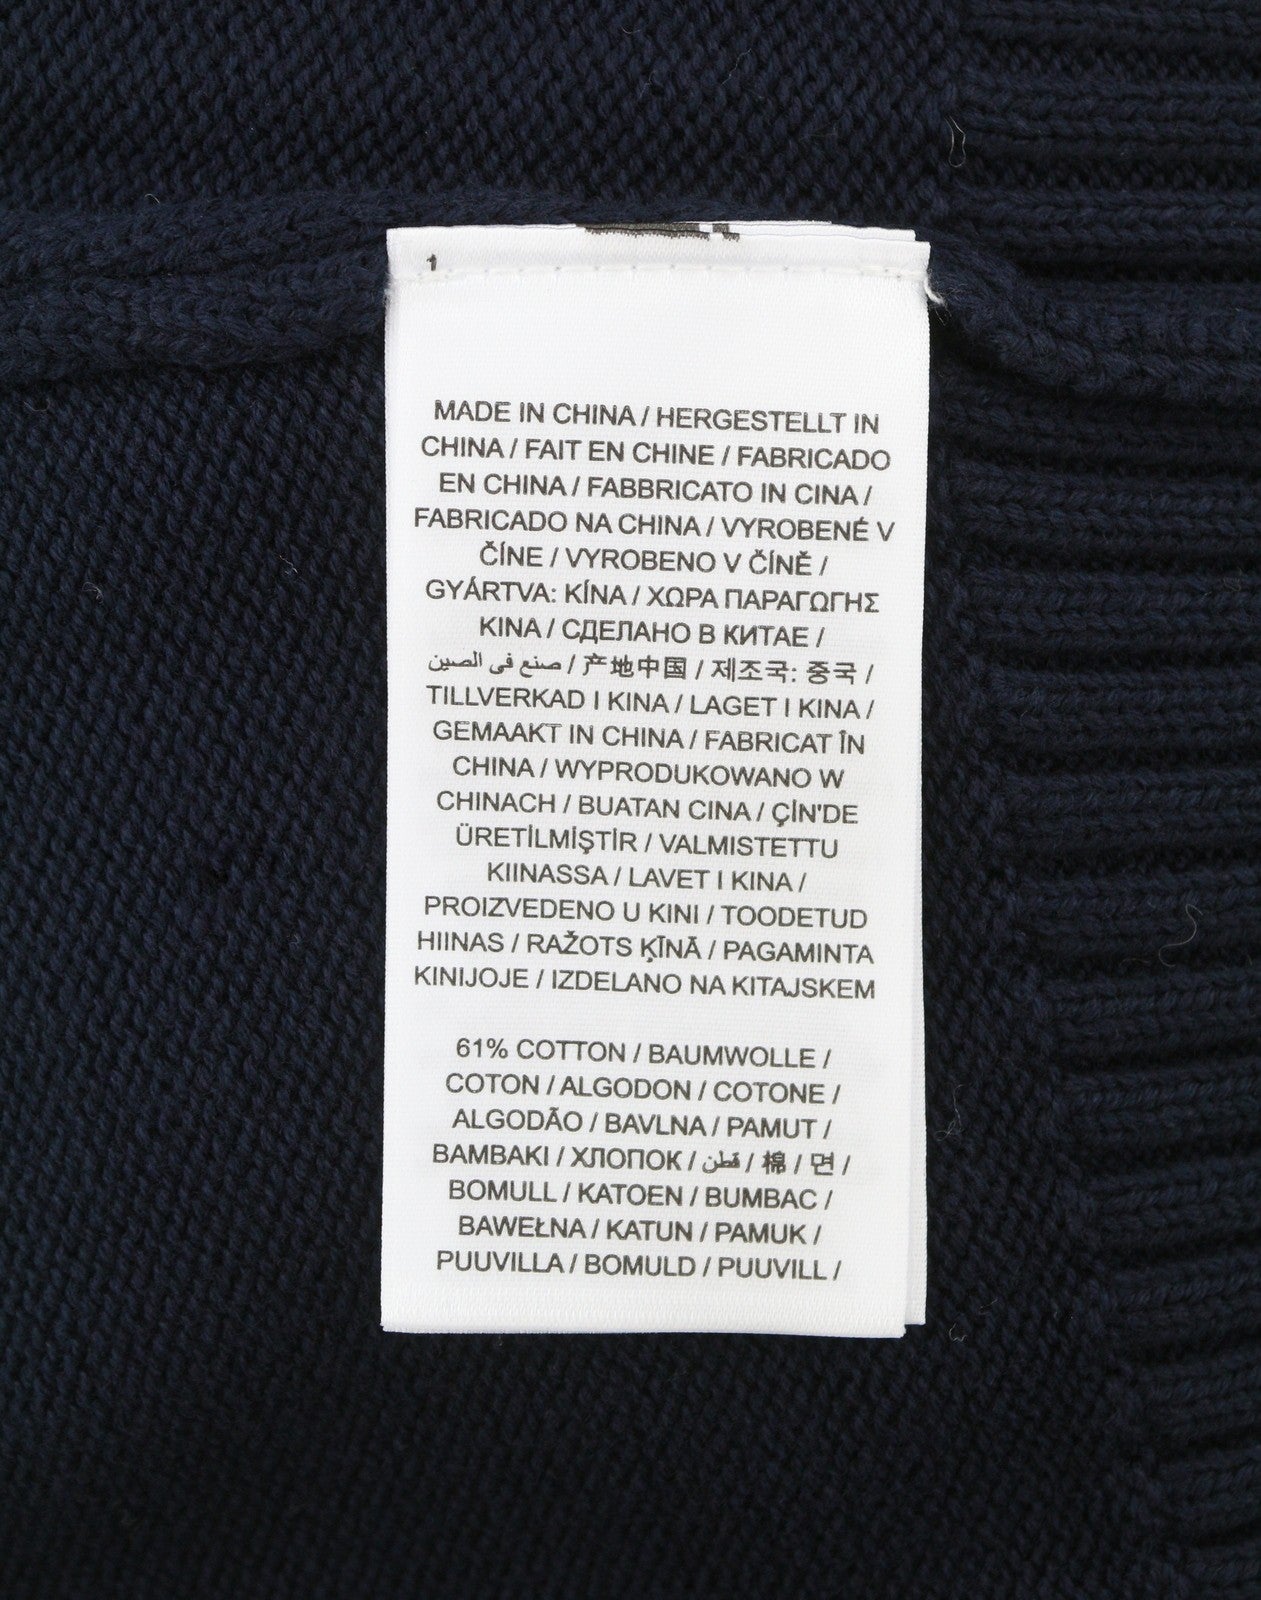 1
MADE IN CHINA / HERGESTELLT IN
CHINA / FAIT EN CHINE / FABRICADO
EN CHINA / FABBRICATO IN CINA /
FABRICADO NA CHINA / VYROBENÉ V
ČÍNE / VYROBENO V ČÍNĚ /
GYÁRTVA: KÍNA / ΧΩΡΑ ΠΑΡΑΓΩΓΗΣ
KINA / СДЕЛАНО В КИТАЕ /
صنع في الصين / 产地中国 / 제조국: 중국 /
TILLVERKAD I KINA / LAGET I KINA /
GEMAAKT IN CHINA / FABRICAT ÎN
CHINA / WYPRODUKOWANO W
CHINACH / BUATAN CINA / ÇİN'DE
ÜRETİLMİŞTİR / VALMISTETTU
KIINASSA / LAVET I KINA /
PROIZVEDENO U KINI / TOODETUD
HIINAS / RAŽOTS ĶĪNĀ / PAGAMINTA
KINIJOJE / IZDELANO NA KITAJSKEM
61% COTTON / BAUMWOLLE /
COTON / ALGODON / COTONE /
ALGODÃO / BAVLNA / PAMUT /
BAMBAKI / ХЛОПОК / قطن / 棉 / 면 /
BOMULL / KATOEN / BUMBAC /
BAWEŁNA / KATUN / PAMUK /
PUUVILLA / BOMULD / PUUVILL /